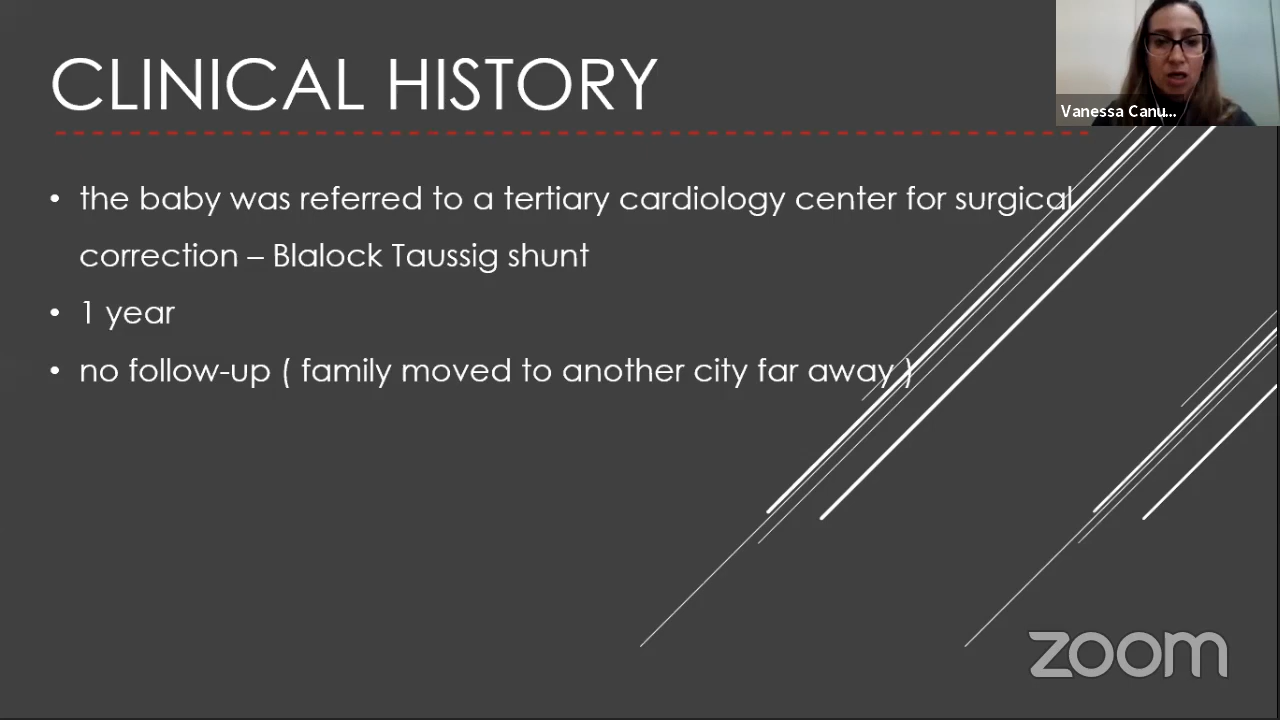 CLINICAL HISTORY
Vanessa Canu...
• the baby was referred to a tertiary cardiology center for surgical
correction – Blalock Taussig shunt
• 1 year
• no follow-up ( family moved to another city far away )
zoom